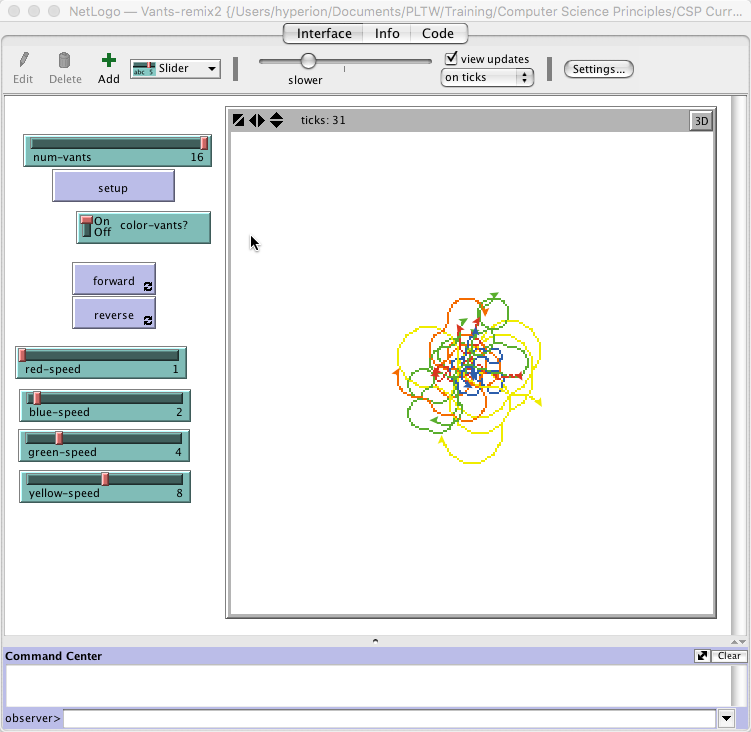 NetLogo — Vants-remix2 {/Users/hyperion/Documents/PLTW/Training/Computer Science Principles/CSP Curr...
Interface Info Code
Edit Delete Add abc 5 Slider slower view updates on ticks Settings...
ticks: 31 3D
num-vants 16
setup
On
Off color-vants?
forward
reverse
red-speed 1
blue-speed 2
green-speed 4
yellow-speed 8
Command Center Clear
observer>